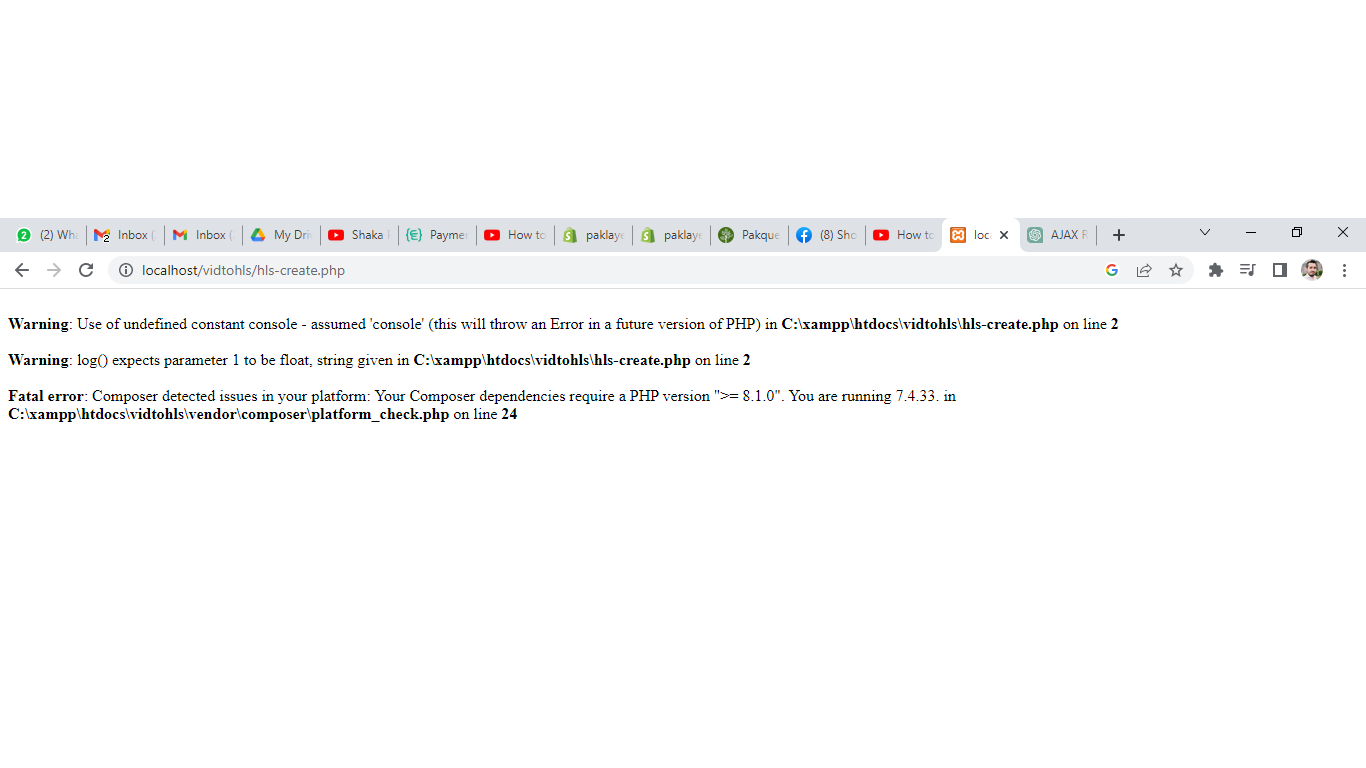 2 (2) Wha 2 Inbox ( Inbox ( My Dri Shaka Payme How to paklaye paklaye Pakque (8) Sho How to loc AJAX R
localhost/vidtohls/hls-create.php
Warning: Use of undefined constant console - assumed 'console' (this will throw an Error in a future version of PHP) in C:\xampp\htdocs\vidtohls\hls-create.php on line 2
Warning: log() expects parameter 1 to be float, string given in C:\xampp\htdocs\vidtohls\hls-create.php on line 2
Fatal error: Composer detected issues in your platform: Your Composer dependencies require a PHP version ">= 8.1.0". You are running 7.4.33. in
C:\xampp\htdocs\vidtohls\vendor\composer\platform_check.php on line 24